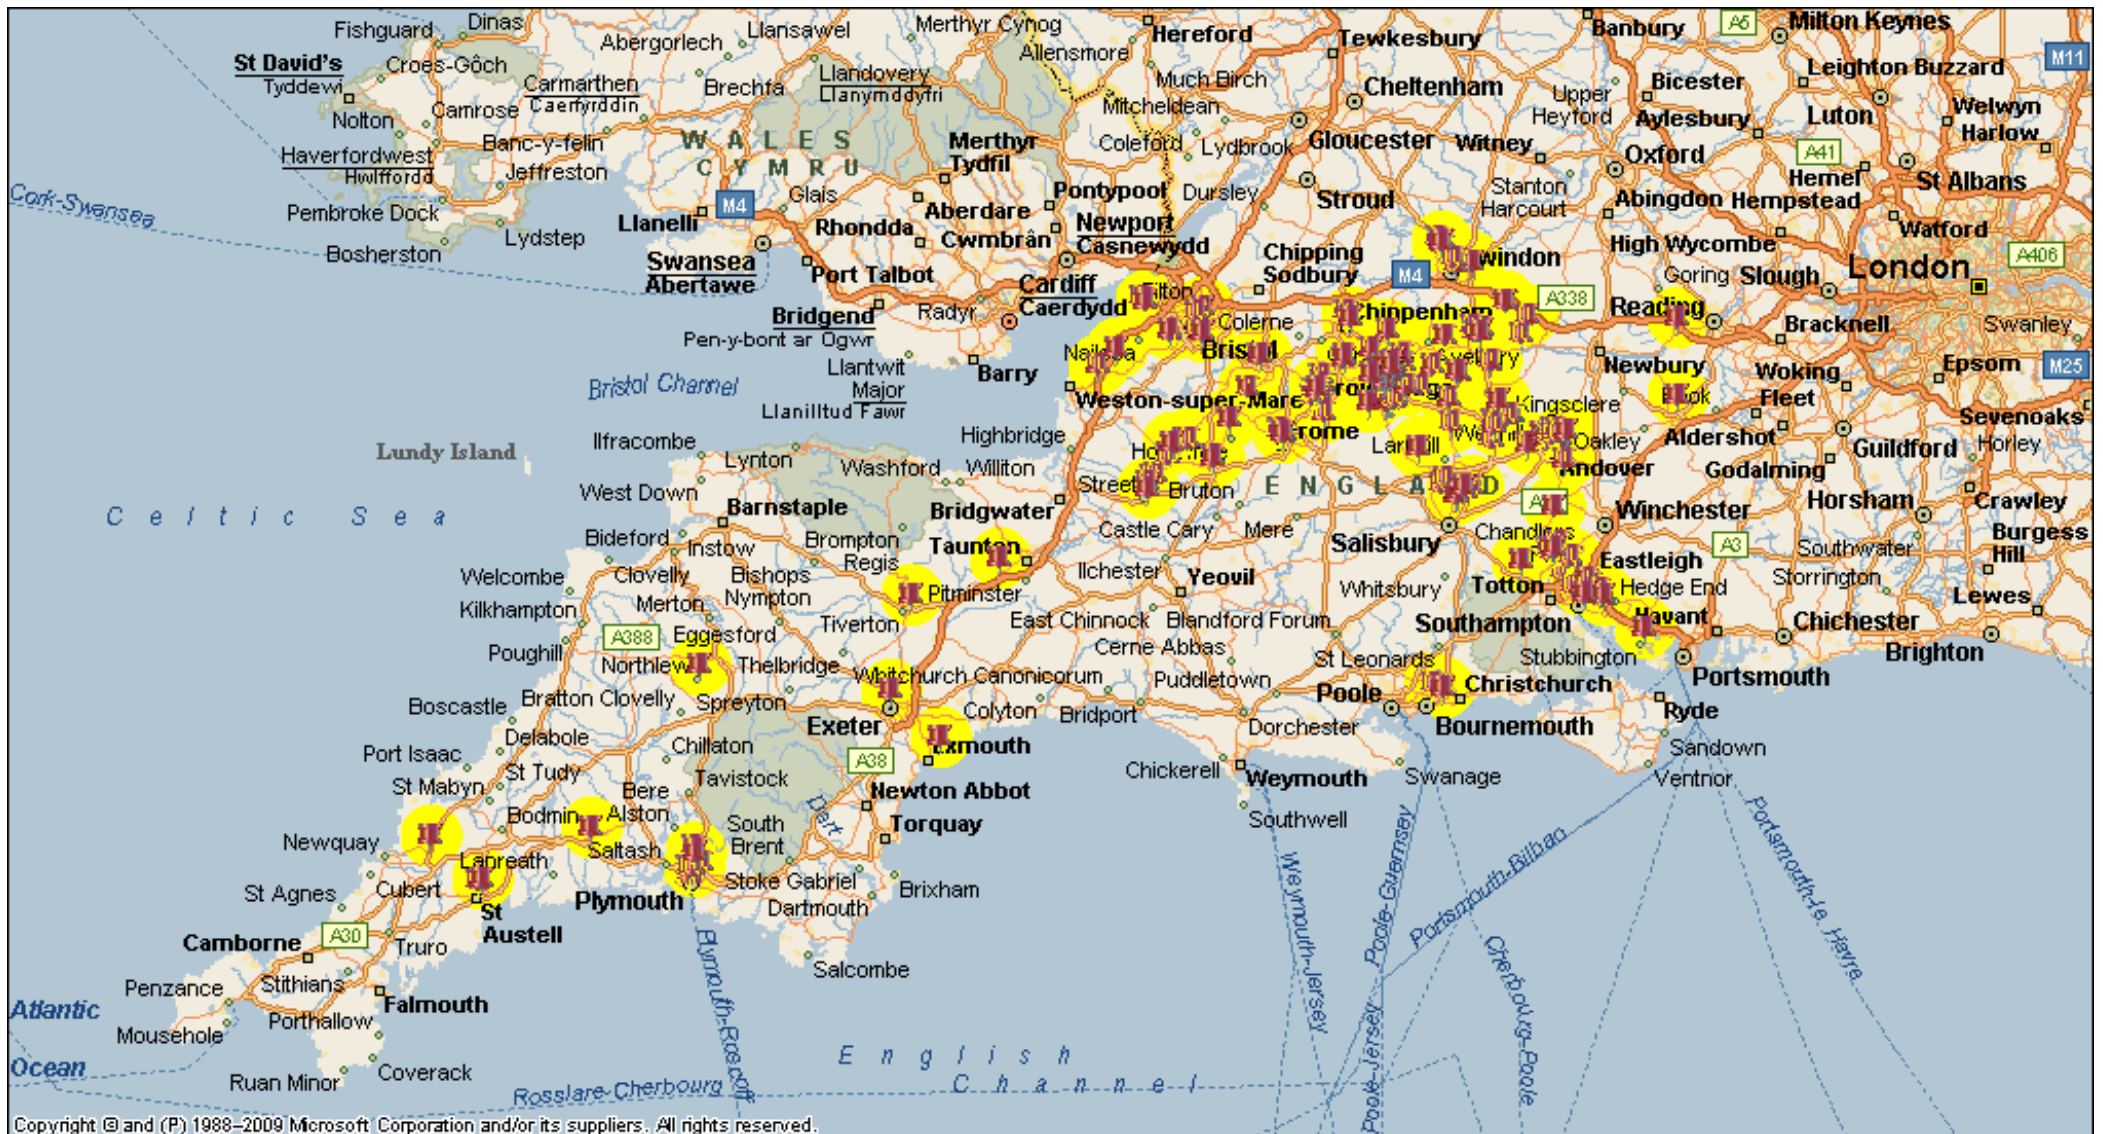 Fishguard
Dinas
Llansawel
Merthyr Cynog
Hereford
Tewkesbury
Banbury
A5
Milton Keynes
St David's
Tyddewi
Croes-Gôch
Abergorlech
Allensmore
M11
Carmarthen
Caerfyrddin
Brechfa
Llandovery
Llanymddyfri
Much Birch
Cheltenham
Upper
Heyford
Bicester
Leighton Buzzard
Nolton
Camrose
Mitcheldean
Aylesbury
Luton
Welwyn
Harlow
Haverfordwest
Hwlffordd
Banc-y-felin
WALES
CYMRU
Merthyr
Tydfil
Coleford
Lydbrook
Gloucester
Witney
Oxford
A41
Jeffreston
Glais
Pontypool
Dursley
Stroud
Stanton
Harcourt
Abingdon
Hemel
Hempstead
St Albans
Cork-Swansea
Pembroke Dock
Llanelli
M4
Rhondda
Aberdare
Newport
Casnewydd
Watford
Bosherston
Lydstep
Swansea
Abertawe
Port Talbot
Cwmbrân
Chipping
Sodbury
M4
High Wycombe
Goring
Slough
London
A406
Bridgend
Pen-y-bont ar Ogwr
Radyr
Cardiff
Caerdydd
Colerne
Chippenham
A338
Reading
Bracknell
Swanley
Bristol Channel
Llantwit
Major
Llanilltud Fawr
Barry
Bristol
Newbury
Woking
Epsom
M25
Weston-super-Mare
Kingsclere
Fleet
Sevenoaks
Lundy Island
Ilfracombe
Lynton
Highbridge
Oakley
Aldershot
Guildford
Horley
Washford
Williton
Andover
Godalming
West Down
Street
Bruton
ENGLAND
Celtic Sea
Barnstaple
Bridgwater
Castle Cary
Mere
Winchester
Horsham
Crawley
Bideford
Instow
Brompton
Regis
Taunton
Salisbury
A3
Southwater
Burgess
Hill
Welcombe
Clovelly
Bishops
Nympton
Ilchester
Yeovil
Whitsbury
Totton
Eastleigh
Hedge End
Storrington
Kilkhampton
Merton
Pitminster
Lewes
A388
Eggesford
Tiverton
East Chinnock
Blandford Forum
Southampton
Havant
Chichester
Poughill
Thelbridge
Cerne Abbas
St Leonards
Stubbington
Brighton
Bratton Clovelly
Whitchurch Canonicorum
Puddletown
Poole
Christchurch
Portsmouth
Boscastle
Spreyton
Exeter
Colyton
Bridport
Dorchester
Bournemouth
Ryde
Delabole
Chillaton
Exmouth
Sandown
Port Isaac
St Tudy
Tavistock
A38
Chickerell
Weymouth
Swanage
Ventnor
St Mabyn
Bere
Alston
Newton Abbot
Bodmin
South
Brent
Dart
Torquay
Southwell
Newquay
Lanreath
Saltash
St Agnes
Cubert
Plymouth
Stoke Gabriel
Brixham
Dartmouth
St
Austell
Camborne
A30
Truro
Salcombe
Penzance
Stithians
Falmouth
Atlantic
Ocean
Mousehole
Porthallow
Ruan Minor
Coverack
Plymouth-Roscoff
Weymouth-Jersey
Poole-Guernsey
Poole-Jersey
Portsmouth-Bilbao
Cherbourg-Poole
Portsmouth-le Havre
English
Channel
Rosslare-Cherbourg
Copyright © and (P) 1988–2009 Microsoft Corporation and/or its suppliers. All rights reserved.